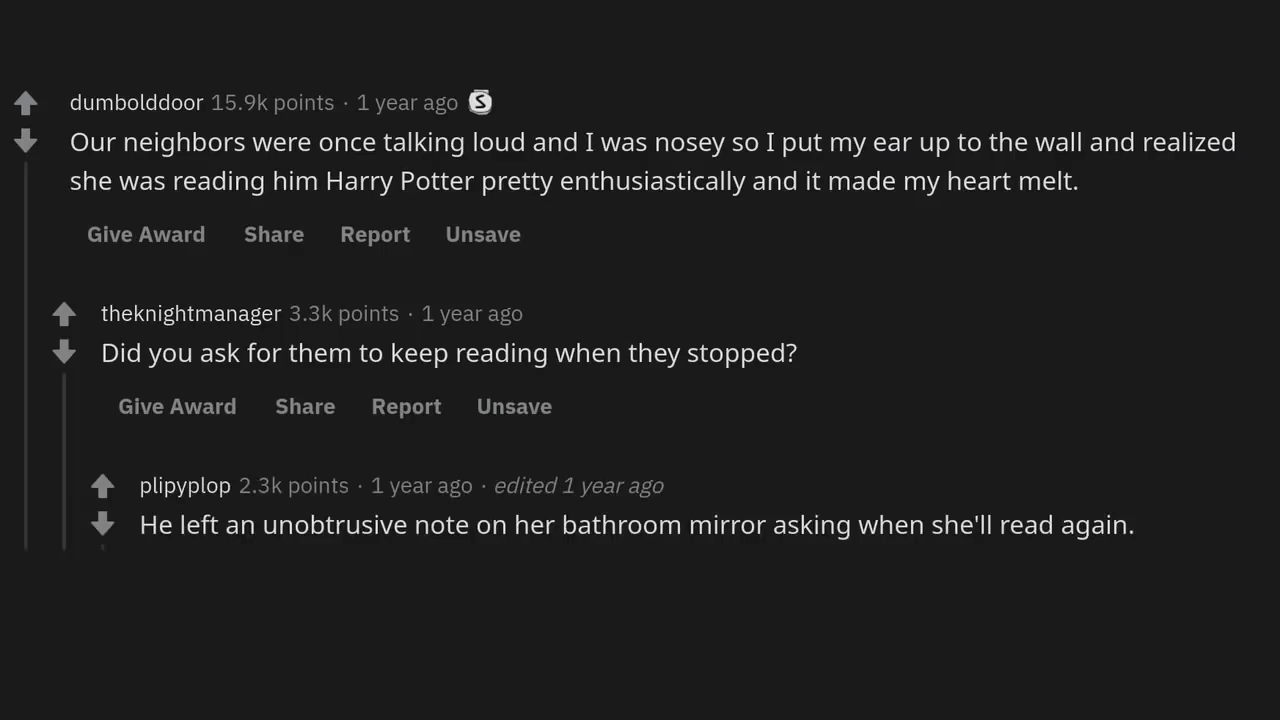 dumbolddoor 15.9k points · 1 year ago S
Our neighbors were once talking loud and I was nosey so I put my ear up to the wall and realized
she was reading him Harry Potter pretty enthusiastically and it made my heart melt.
Give Award Share Report Unsave
theknightmanager 3.3k points · 1 year ago
Did you ask for them to keep reading when they stopped?
Give Award Share Report Unsave
plipyplop 2.3k points · 1 year ago · edited 1 year ago
He left an unobtrusive note on her bathroom mirror asking when she'll read again.